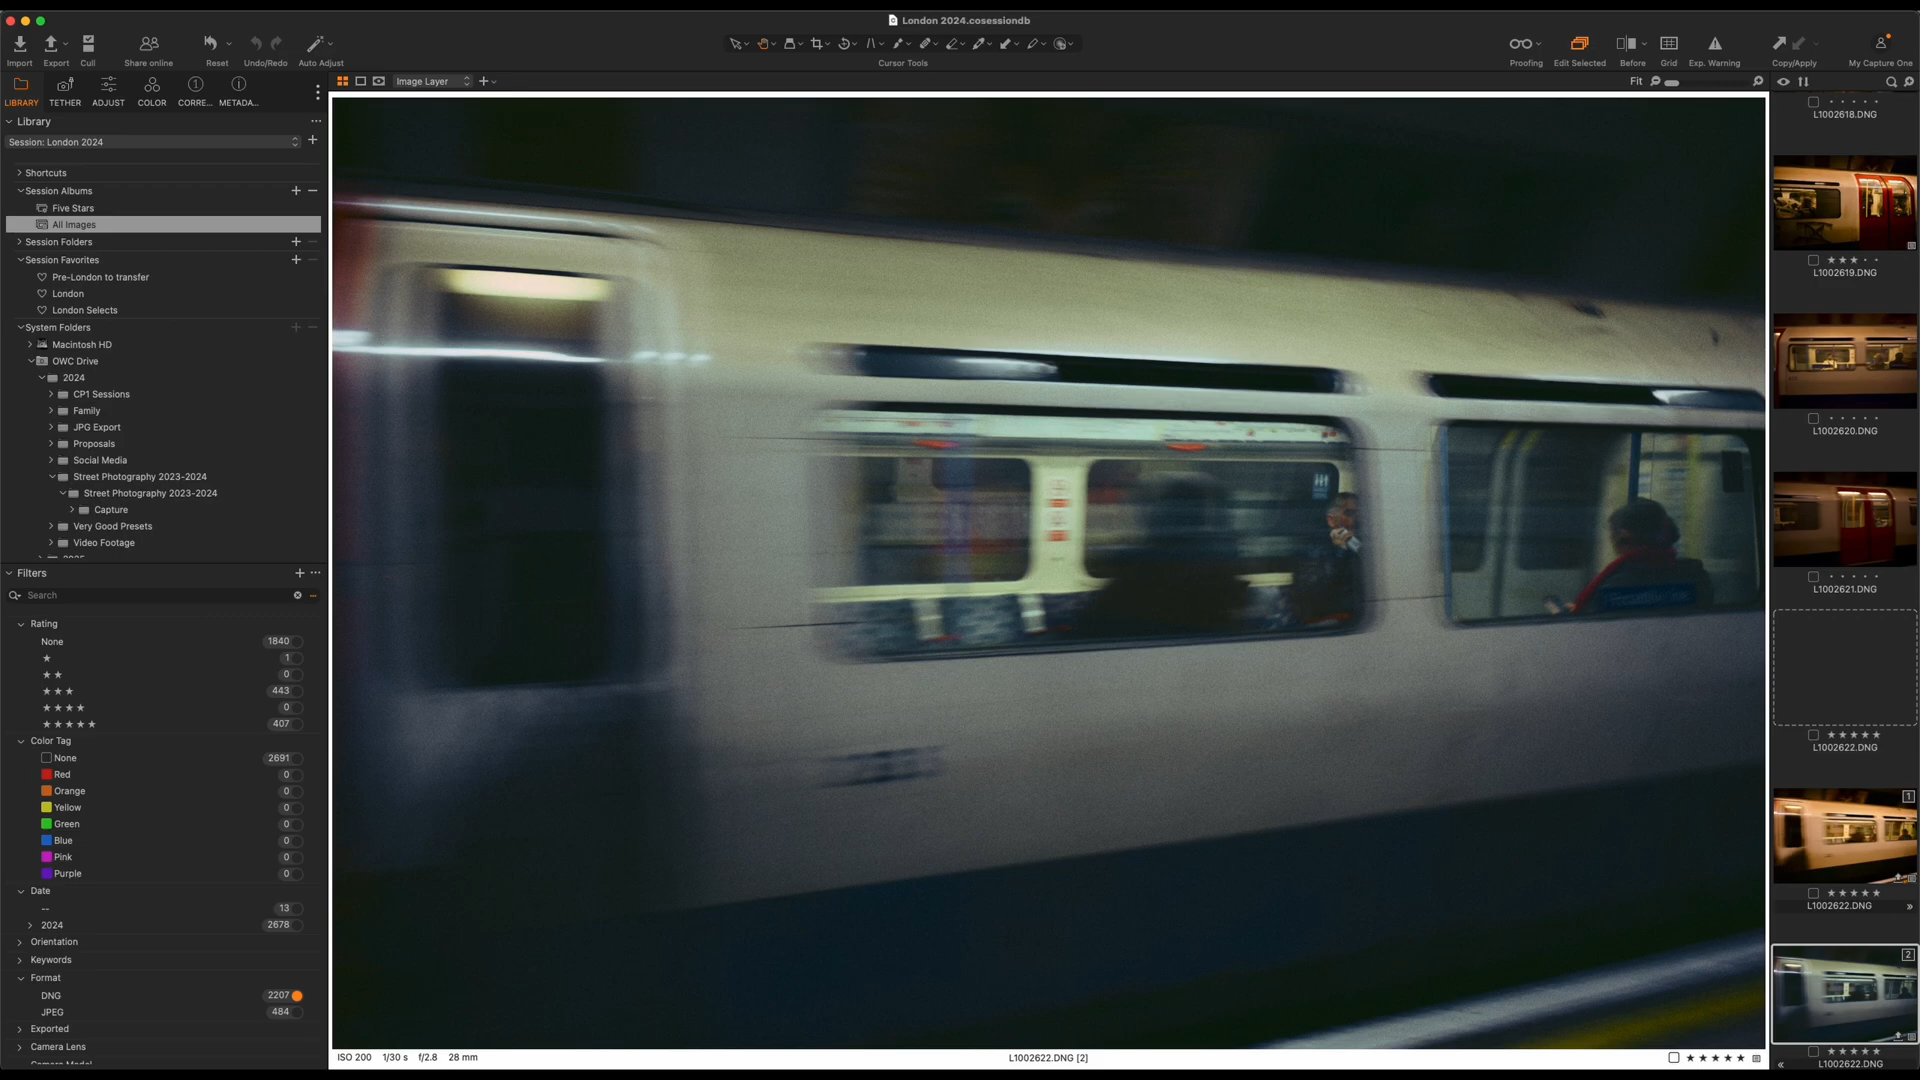 London 2024.cosessiondb
Import
Export
Cull
Share online
Reset
Undo/Redo
Auto Adjust
Cursor Tools
Proofing
Edit Selected
Before
Grid
Exp. Warning
Copy/Apply
My Capture One
LIBRARY
TETHER
ADJUST
COLOR
CORRE...
METADA...
Image Layer
Fit
Library
Session: London 2024
Shortcuts
Session Albums
Five Stars
All Images
Session Folders
Session Favorites
Pre-London to transfer
London
London Selects
System Folders
Macintosh HD
OWC Drive
2024
CP1 Sessions
Family
JPG Export
Proposals
Social Media
Street Photography 2023-2024
Street Photography 2023-2024
Capture
Very Good Presets
Video Footage
Filters
Search
Rating
None 1840
1
0
443
0
407
Color Tag
None 2691
Red 0
Orange 0
Yellow 0
Green 0
Blue 0
Pink 0
Purple 0
Date
-- 13
2024 2678
Orientation
Keywords
Format
DNG 2207
JPEG 484
Exported
Camera Lens
ISO 200 1/30 s f/2.8 28 mm
L1002622.DNG [2]
L1002618.DNG
L1002619.DNG
L1002620.DNG
L1002621.DNG
L1002622.DNG
1
L1002622.DNG
2
L1002622.DNG